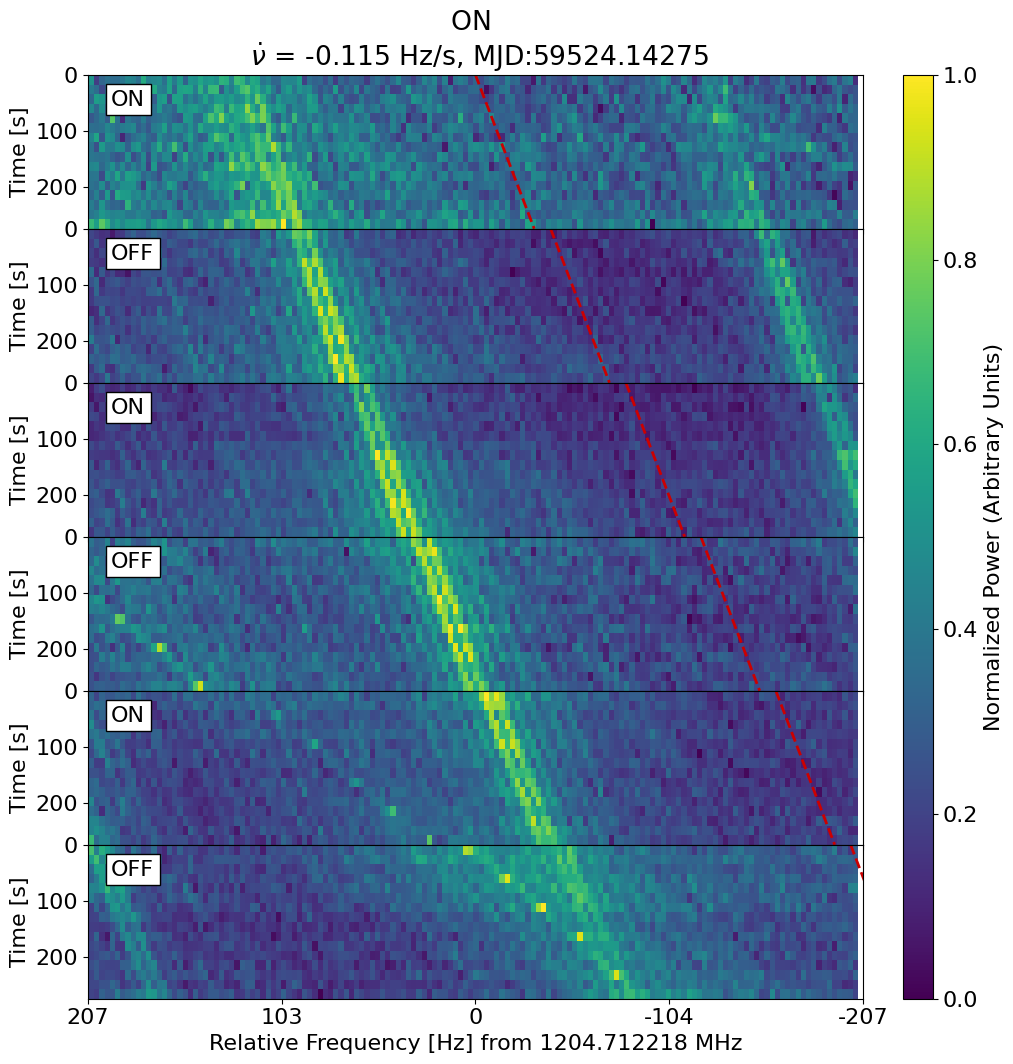 ON
ν̇ = -0.115 Hz/s, MJD:59524.14275
0
100
200
Time [s]
ON
0
100
200
Time [s]
OFF
0
100
200
Time [s]
ON
0
100
200
Time [s]
OFF
0
100
200
Time [s]
ON
0
100
200
Time [s]
OFF
207
103
0
-104
-207
Relative Frequency [Hz] from 1204.712218 MHz
1.0
0.8
0.6
0.4
0.2
0.0
Normalized Power (Arbitrary Units)